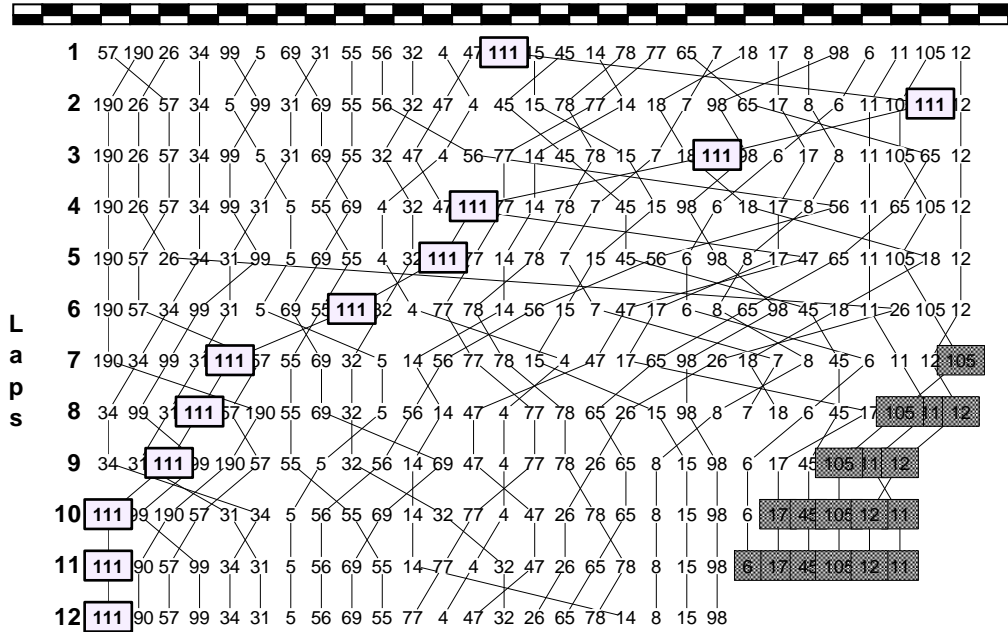 1 57 190 26 34 99 5 69 31 55 56 32 4 47 111 15 45 14 78 77 65 7 18 17 8 98 6 11 105 12
2 190 26 57 34 5 99 31 69 55 56 32 47 4 45 15 78 77 14 18 7 98 65 17 8 6 11 105 111 12
3 190 26 57 34 99 5 31 69 55 32 47 4 56 77 14 45 78 15 7 18 111 98 6 17 8 11 105 65 12
4 190 26 57 34 99 31 5 55 69 4 32 47 111 77 14 78 7 45 15 98 6 18 17 8 56 11 65 105 12
5 190 57 26 34 31 99 5 69 55 4 32 111 77 14 78 7 15 45 56 6 98 8 17 47 65 11 105 18 12
6 190 57 34 99 31 5 69 55 111 32 4 77 78 14 56 15 7 47 17 6 8 65 98 45 18 11 26 105 12
7 190 34 99 31 111 57 55 69 32 5 14 56 77 78 15 4 47 17 65 98 26 18 7 8 45 6 11 12 105
8 34 99 31 111 57 190 55 69 32 5 56 14 47 4 77 78 65 26 15 98 8 7 18 6 45 17 105 11 12
9 34 31 111 99 190 57 55 5 32 56 14 69 47 4 77 78 26 65 8 15 98 6 17 45 105 11 12
10 111 99 190 57 31 34 5 56 55 69 14 32 77 4 47 26 78 65 8 15 98 6 17 45 105 12 11
11 111 190 57 99 34 31 5 56 69 55 14 77 4 32 47 26 65 78 8 15 98 6 17 45 105 12 11
12 111 190 57 99 34 31 5 56 69 55 77 4 47 32 26 65 78 14 8 15 98
L
a
p
s